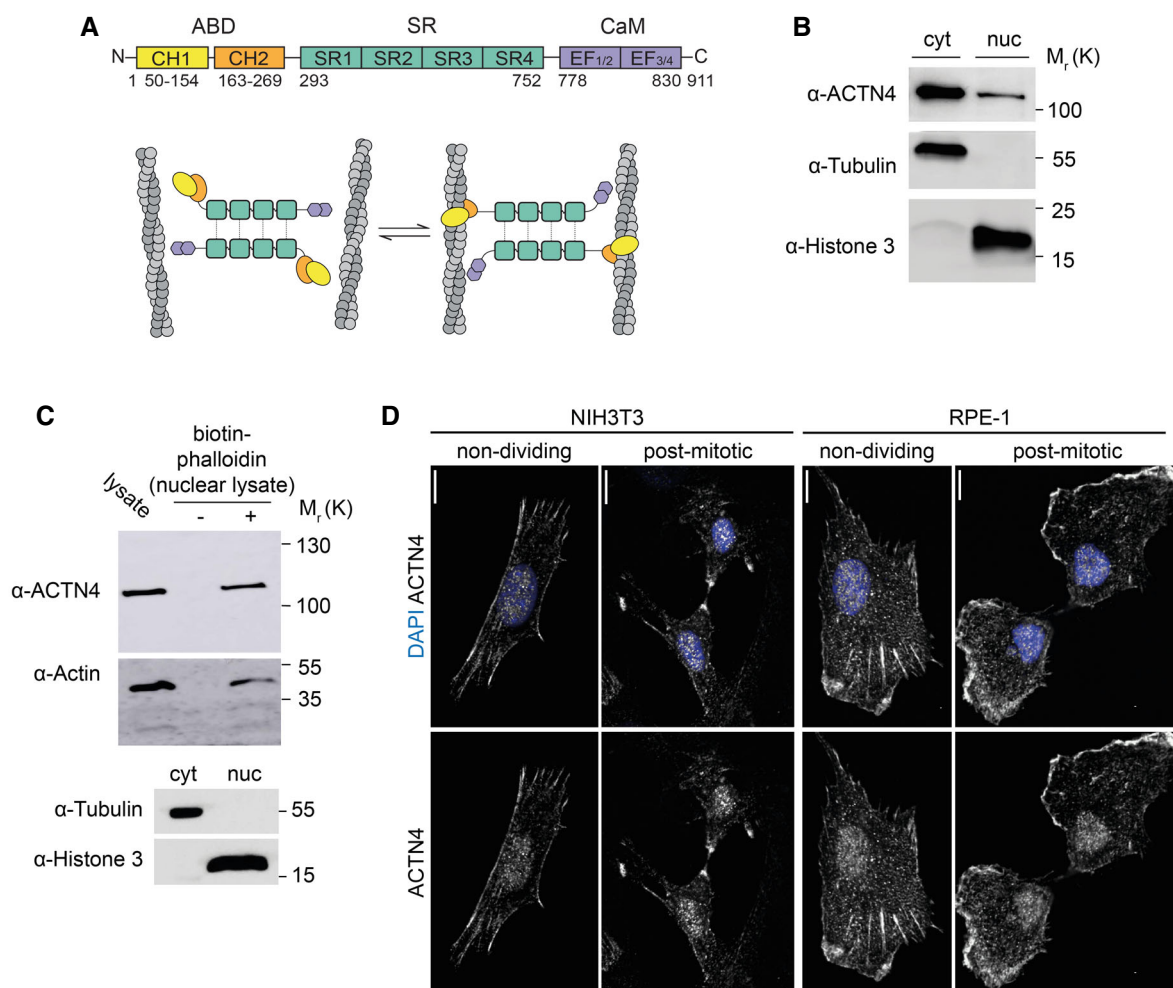 A
ABD SR CaM
N CH1 CH2 SR1 SR2 SR3 SR4 EF1/2 EF3/4 C
1 50-154 163-269 293 752 778 830 911
B
cyt nuc Mr (K)
α-ACTN4
100
α-Tubulin
55
25
α-Histone 3
15
C
biotin-
phalloidin
(nuclear lysate)
lysate - + Mr (K)
130
α-ACTN4
100
55
α-Actin
35
cyt nuc
α-Tubulin 55
α-Histone 3
15
D
NIH3T3 RPE-1
non-dividing post-mitotic non-dividing post-mitotic
DAPI ACTN4
ACTN4